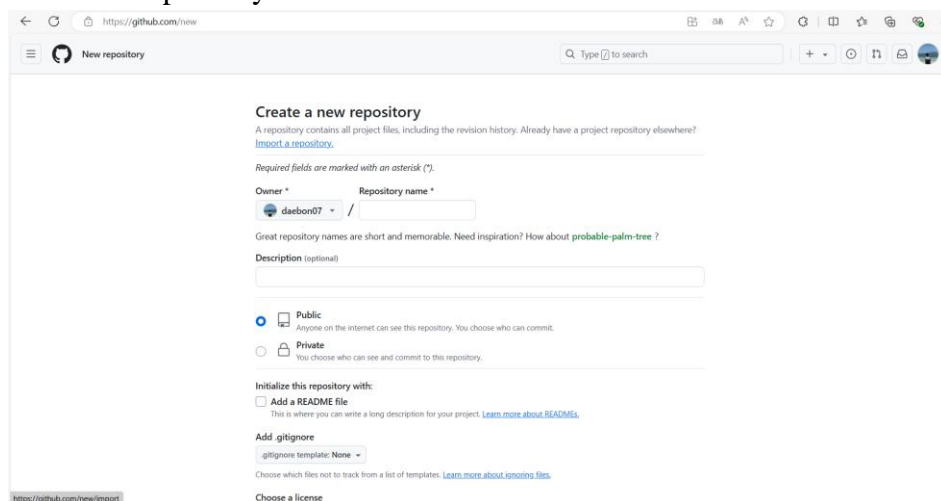 https://github.com/new
New repository
Type / to search
Create a new repository
A repository contains all project files, including the revision history. Already have a project repository elsewhere?
Import a repository.
Required fields are marked with an asterisk (*).
Owner * Repository name *
daebon07 /
Great repository names are short and memorable. Need inspiration? How about probable-palm-tree ?
Description (optional)
Public
Anyone on the internet can see this repository. You choose who can commit.
Private
You choose who can see and commit to this repository.
Initialize this repository with:
Add a README file
This is where you can write a long description for your project. Learn more about READMEs.
Add .gitignore
.gitignore template: None
Choose which files not to track from a list of templates. Learn more about ignoring files.
Choose a license
https://github.com/new/import